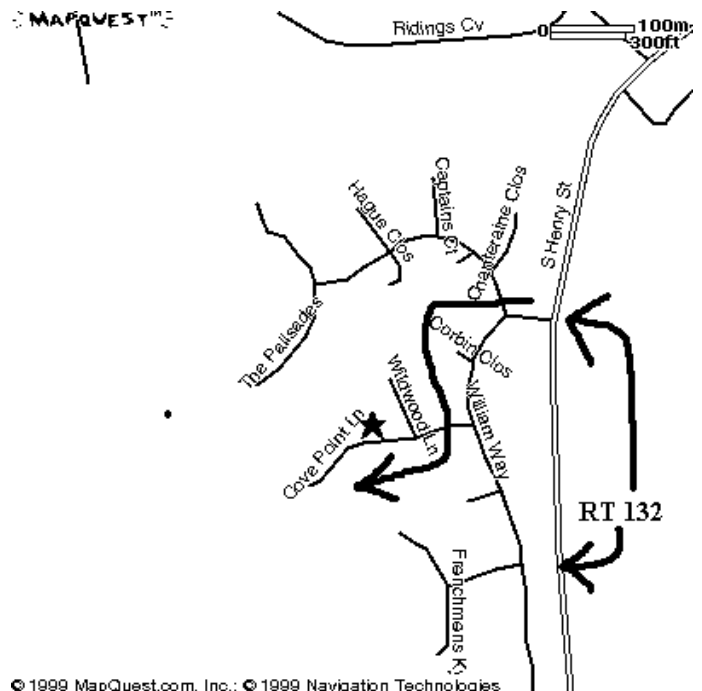 MAPQUEST™
Ridings Cv
0 100m
300ft
S Henry St
Captains Ct
Chanteraine Clos
Hague Clos
The Palisades
Corbin Clos
Wildwood Ln
William Way
Cove Point Ln
RT 132
Frenchmens K
© 1999 MapQuest.com, Inc.; © 1999 Navigation Technologies